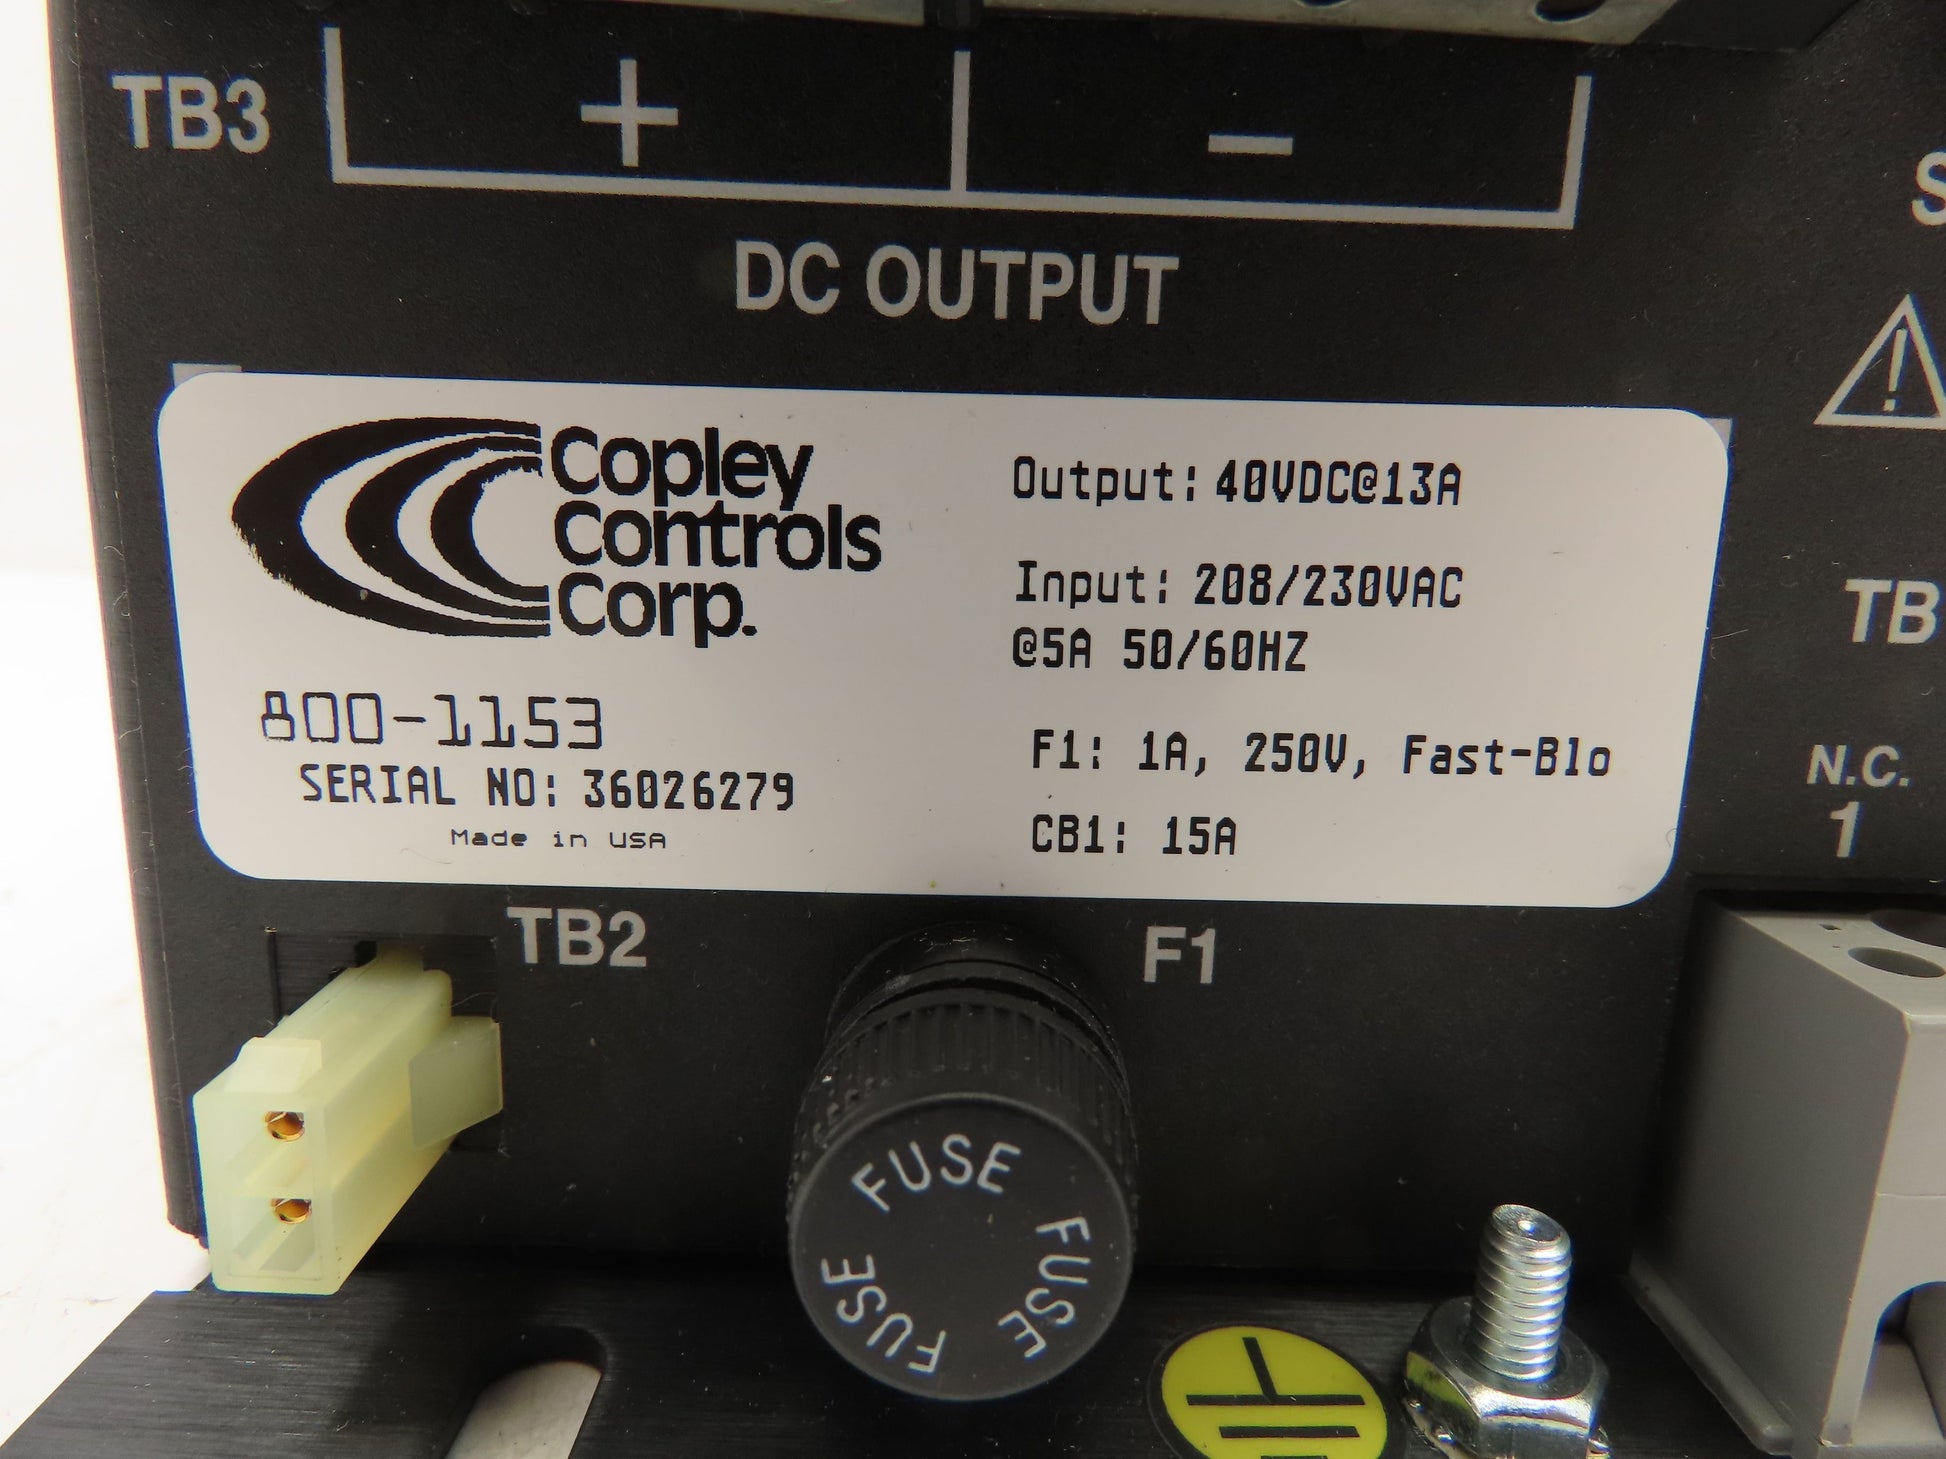 TB3
+
−
DC OUTPUT
Copley
Controls
Corp.
800-1153
SERIAL NO: 36026279
Made in USA
Output: 40VDC@13A
Input: 208/230VAC
@5A 50/60HZ
F1: 1A, 250V, Fast-Blo
CB1: 15A
S
!
TB
N.C.
1
TB2
F1
FUSE
FUSE
FUSE